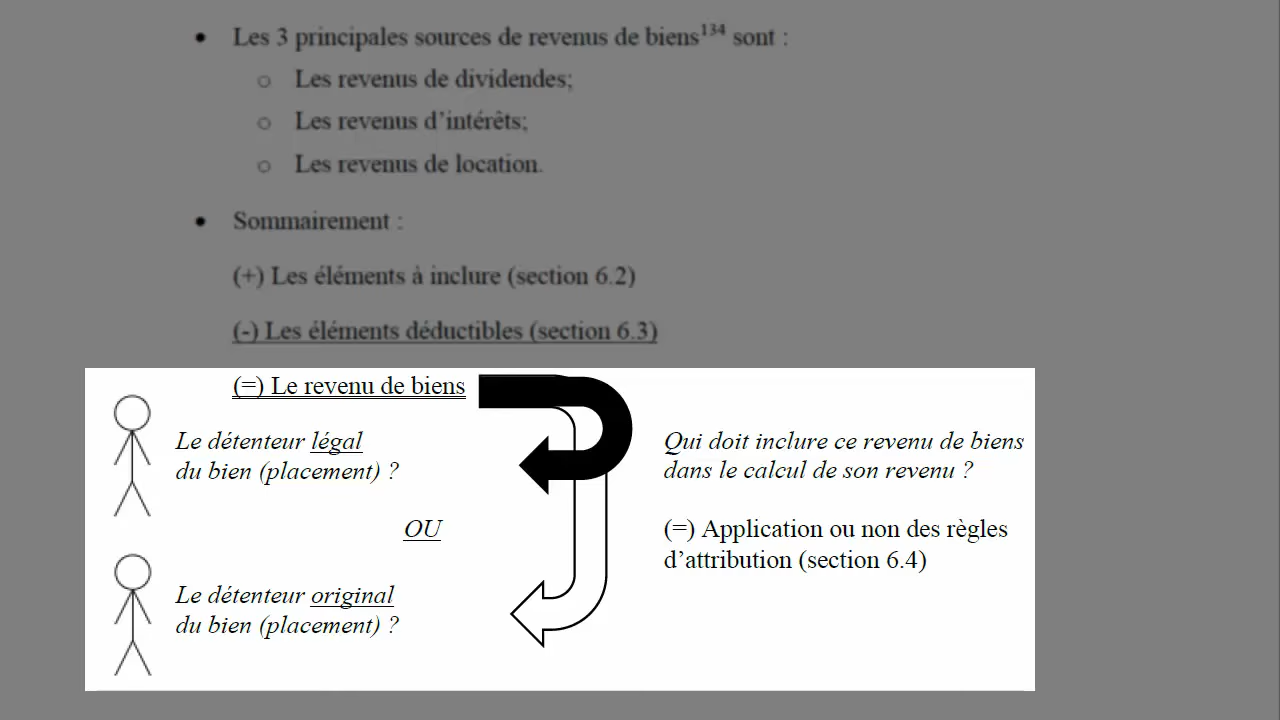 • Les 3 principales sources de revenus de biens¹³⁴ sont :
o Les revenus de dividendes;
o Les revenus d’intérêts;
o Les revenus de location.
• Sommairement :
(+) Les éléments à inclure (section 6.2)
(-) Les éléments déductibles (section 6.3)
(=) Le revenu de biens
Le détenteur légal
du bien (placement) ?
OU
Le détenteur original
du bien (placement) ?
Qui doit inclure ce revenu de biens
dans le calcul de son revenu ?
(=) Application ou non des règles
d’attribution (section 6.4)